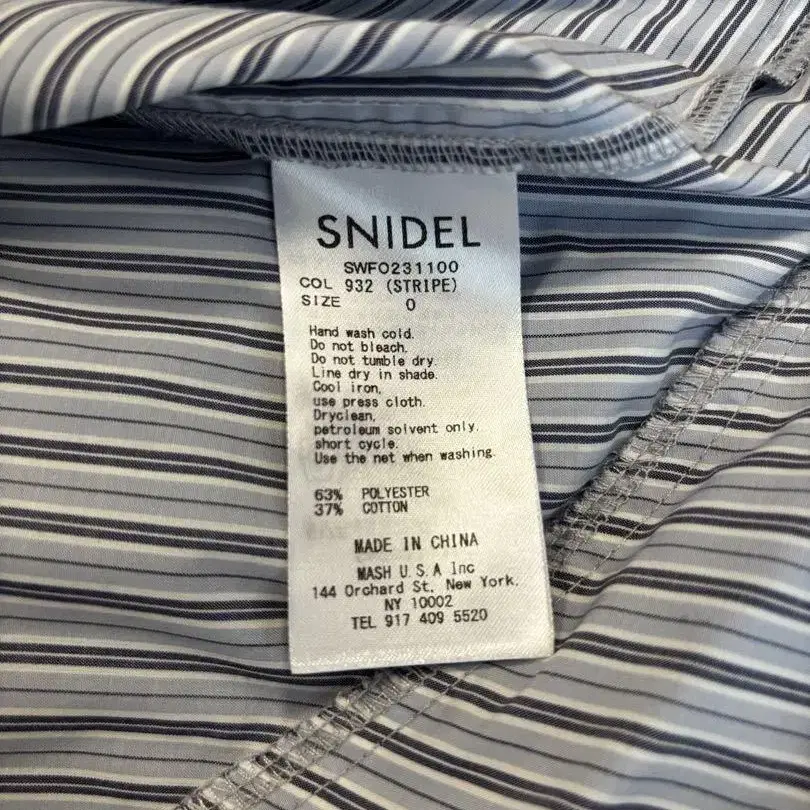 SNIDEL
SWFO231100
COL 932 (STRIPE)
SIZE 0
Hand wash cold.
Do not bleach.
Do not tumble dry.
Line dry in shade.
Cool iron,
use press cloth.
Dryclean,
petroleum solvent only.
short cycle.
Use the net when washing.
63% POLYESTER
37% COTTON
MADE IN CHINA
MASH U.S.A Inc
144 Orchard St. New York.
NY 10002
TEL 917 409 5520